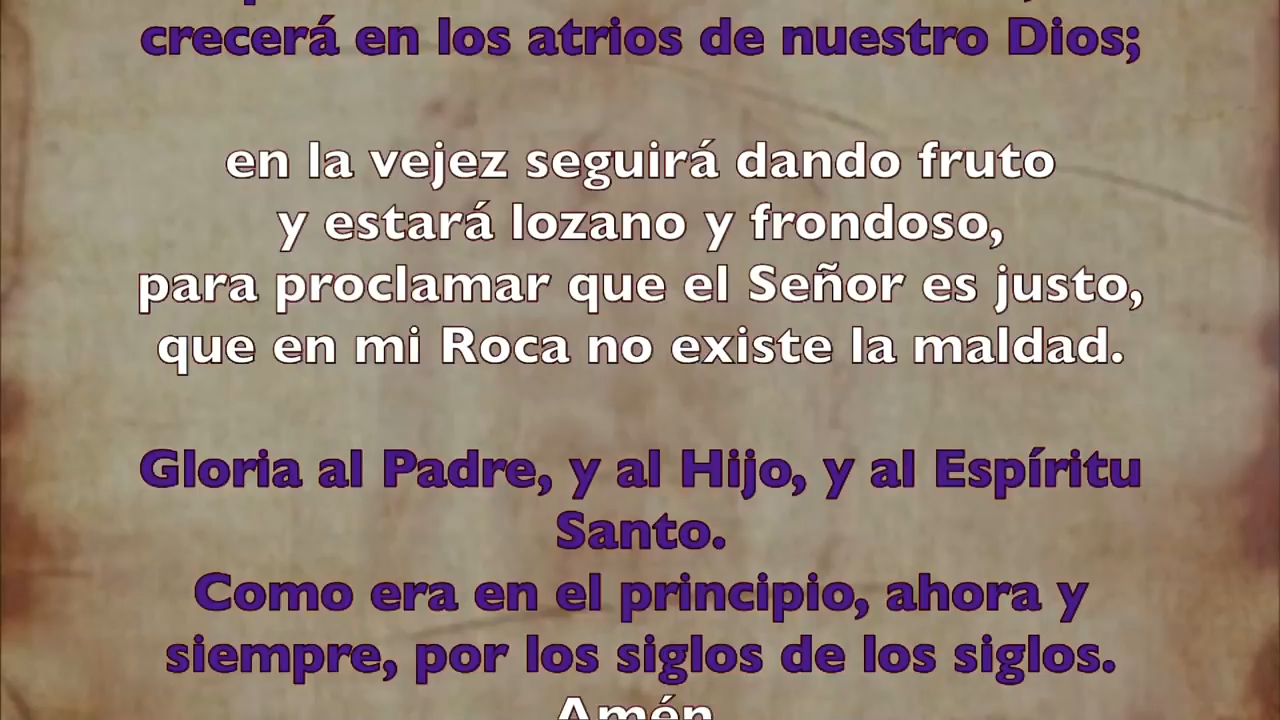 crecerá en los atrios de nuestro Dios;
en la vejez seguirá dando fruto
y estará lozano y frondoso,
para proclamar que el Señor es justo,
que en mi Roca no existe la maldad.
Gloria al Padre, y al Hijo, y al Espíritu
Santo.
Como era en el principio, ahora y
siempre, por los siglos de los siglos.
Amén